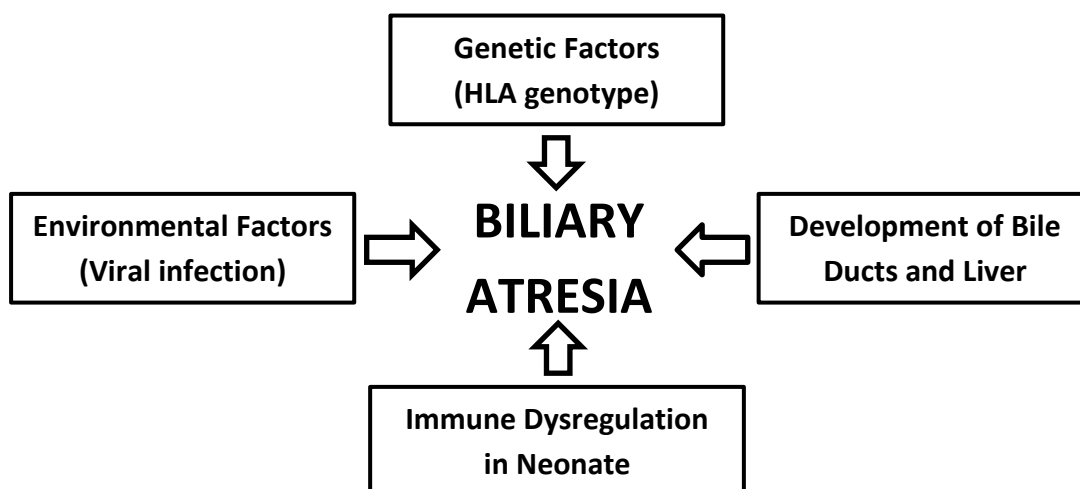 Genetic Factors
(HLA genotype)
Environmental Factors
(Viral infection)
BILIARY
ATRESIA
Development of Bile
Ducts and Liver
Immune Dysregulation
in Neonate